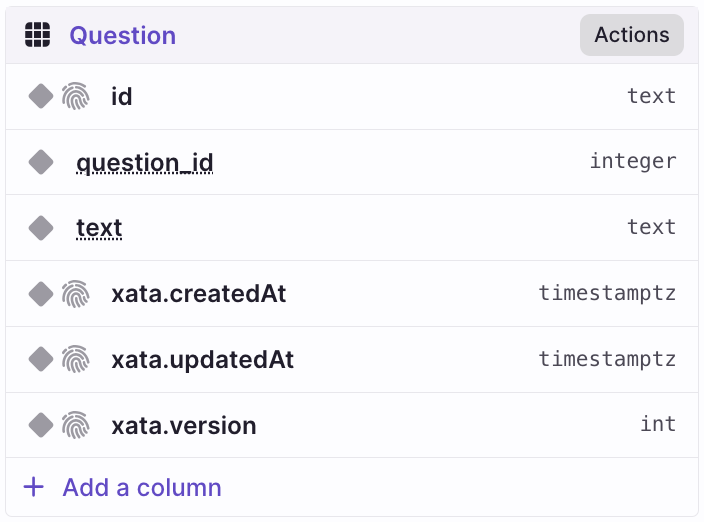 Question Actions
id text
question_id integer
text text
xata.createdAt timestamptz
xata.updatedAt timestamptz
xata.version int
+ Add a column